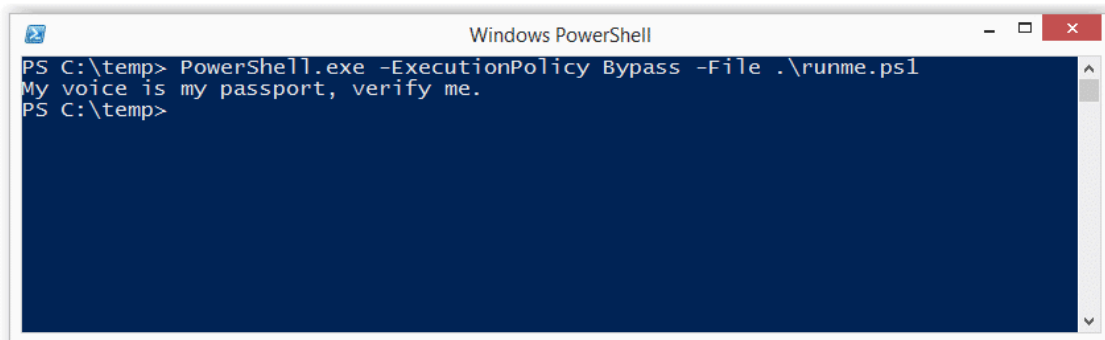 Windows PowerShell
PS C:\temp> PowerShell.exe -ExecutionPolicy Bypass -File .\runme.ps1
My voice is my passport, verify me.
PS C:\temp>